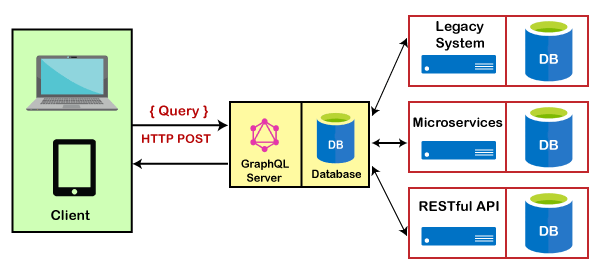 Client
{ Query }
HTTP POST
GraphQL
Server
DB
Database
Legacy
System
DB
Microservices
DB
RESTful API
DB